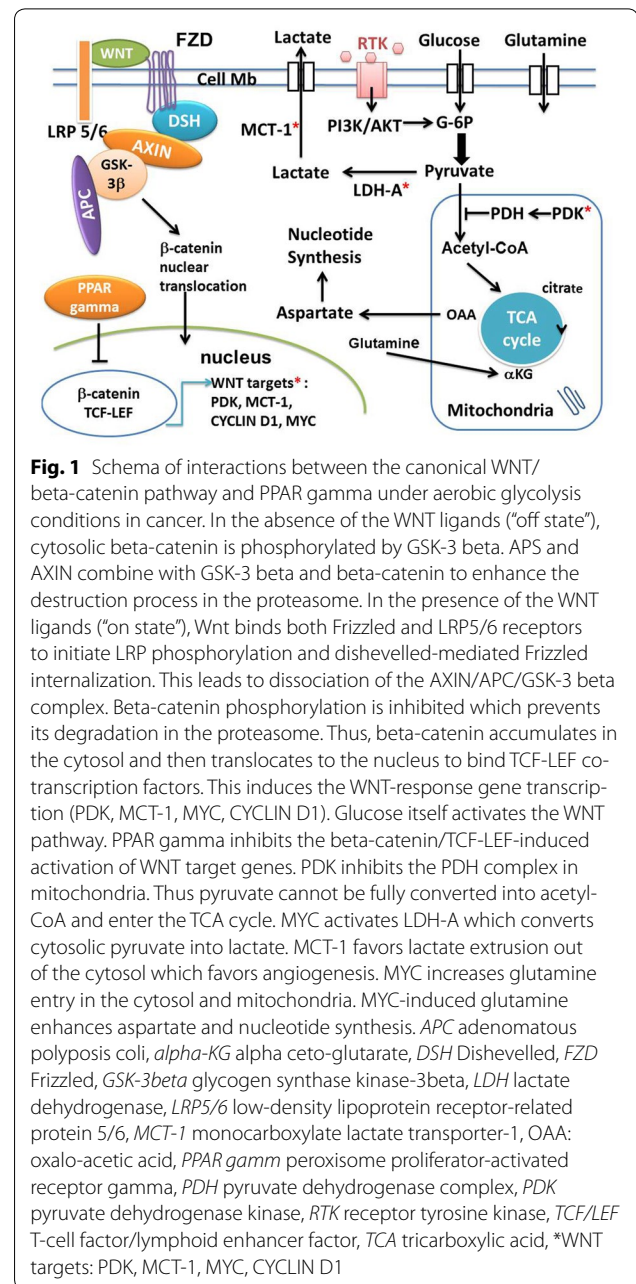 WNT
FZD
Lactate
RTK
Glucose
Glutamine
Cell Mb
LRP 5/6
DSH
AXIN
GSK-
3β
APC
MCT-1*
PI3K/AKT
G-6P
Lactate
LDH-A*
Pyruvate
PDH
PDK*
Acetyl-CoA
β-catenin
nuclear
translocation
Nucleotide
Synthesis
Aspartate
OAA
citrate
TCA
cycle
Glutamine
αKG
Mitochondria
PPAR
gamma
β-catenin
TCF-LEF
nucleus
WNT targets* :
PDK, MCT-1,
CYCLIN D1, MYC
Fig. 1 Schema of interactions between the canonical WNT/
beta-catenin pathway and PPAR gamma under aerobic glycolysis
conditions in cancer. In the absence of the WNT ligands (“off state”),
cytosolic beta-catenin is phosphorylated by GSK-3 beta. APS and
AXIN combine with GSK-3 beta and beta-catenin to enhance the
destruction process in the proteasome. In the presence of the WNT
ligands (“on state”), Wnt binds both Frizzled and LRP5/6 receptors
to initiate LRP phosphorylation and dishevelled-mediated Frizzled
internalization. This leads to dissociation of the AXIN/APC/GSK-3 beta
complex. Beta-catenin phosphorylation is inhibited which prevents
its degradation in the proteasome. Thus, beta-catenin accumulates in
the cytosol and then translocates to the nucleus to bind TCF-LEF co-
transcription factors. This induces the WNT-response gene transcrip-
tion (PDK, MCT-1, MYC, CYCLIN D1). Glucose itself activates the WNT
pathway. PPAR gamma inhibits the beta-catenin/TCF-LEF-induced
activation of WNT target genes. PDK inhibits the PDH complex in
mitochondria. Thus pyruvate cannot be fully converted into acetyl-
CoA and enter the TCA cycle. MYC activates LDH-A which converts
cytosolic pyruvate into lactate. MCT-1 favors lactate extrusion out
of the cytosol which favors angiogenesis. MYC increases glutamine
entry in the cytosol and mitochondria. MYC-induced glutamine
enhances aspartate and nucleotide synthesis. APC adenomatous
polyposis coli, alpha-KG alpha ceto-glutarate, DSH Dishevelled, FZD
Frizzled, GSK-3beta glycogen synthase kinase-3beta, LDH lactate
dehydrogenase, LRP5/6 low-density lipoprotein receptor-related
protein 5/6, MCT-1 monocarboxylate lactate transporter-1, OAA:
oxalo-acetic acid, PPAR gamm peroxisome proliferator-activated
receptor gamma, PDH pyruvate dehydrogenase complex, PDK
pyruvate dehydrogenase kinase, RTK receptor tyrosine kinase, TCF/LEF
T-cell factor/lymphoid enhancer factor, TCA tricarboxylic acid, *WNT
targets: PDK, MCT-1, MYC, CYCLIN D1